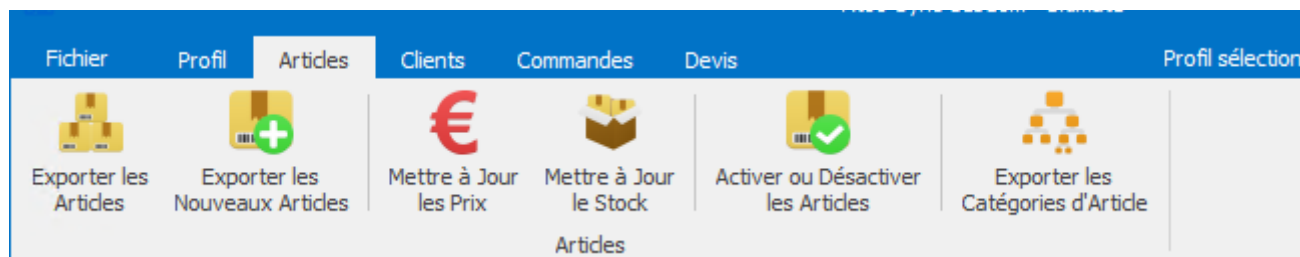 Fichier Profil Articles Clients Commandes Devis Profil sélection
Exporter les Articles
Exporter les Nouveaux Articles
Mettre à Jour les Prix
Mettre à Jour le Stock
Activer ou Désactiver les Articles
Exporter les Catégories d'Article
Articles